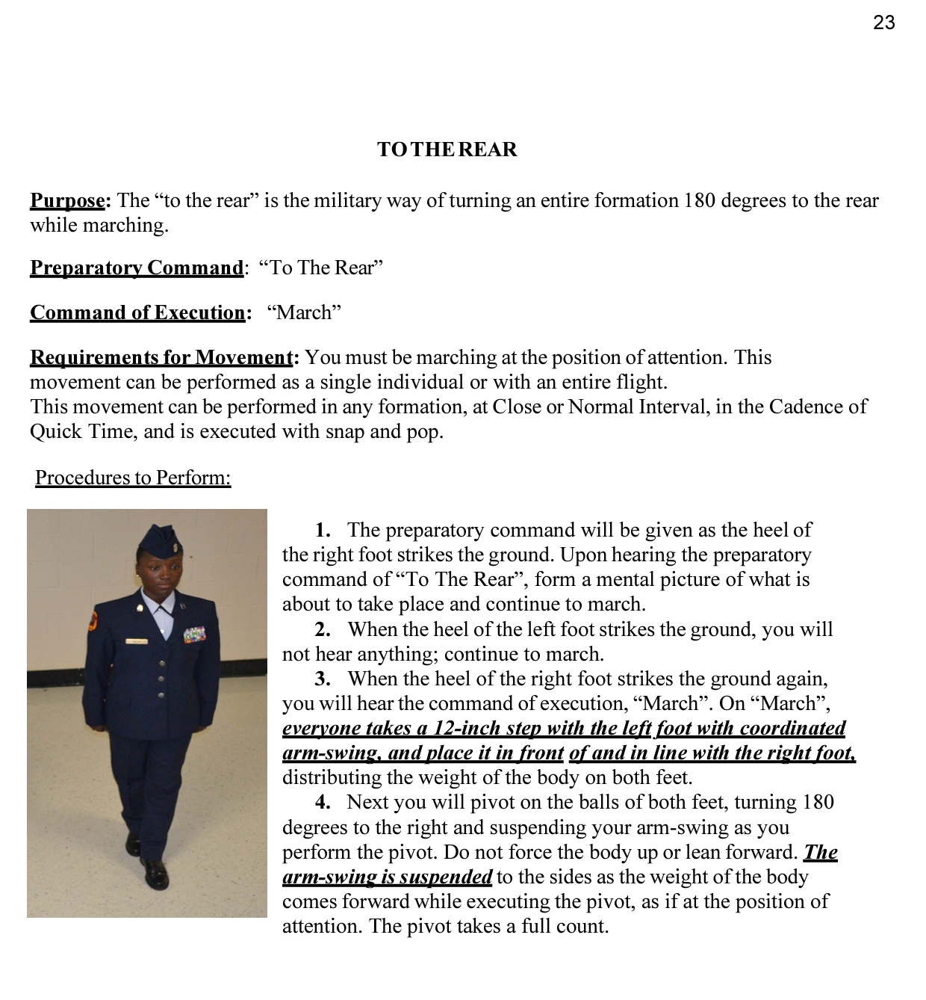 23
TO THE REAR
Purpose: The “to the rear” is the military way of turning an entire formation 180 degrees to the rear
while marching.
Preparatory Command: “To The Rear”
Command of Execution: “March”
Requirements for Movement: You must be marching at the position of attention. This
movement can be performed as a single individual or with an entire flight.
This movement can be performed in any formation, at Close or Normal Interval, in the Cadence of
Quick Time, and is executed with snap and pop.
Procedures to Perform:
1. The preparatory command will be given as the heel of
the right foot strikes the ground. Upon hearing the preparatory
command of “To The Rear”, form a mental picture of what is
about to take place and continue to march.
2. When the heel of the left foot strikes the ground, you will
not hear anything; continue to march.
3. When the heel of the right foot strikes the ground again,
you will hear the command of execution, “March”. On “March”,
everyone takes a 12-inch step with the left foot with coordinated
arm-swing, and place it in front of and in line with the right foot,
distributing the weight of the body on both feet.
4. Next you will pivot on the balls of both feet, turning 180
degrees to the right and suspending your arm-swing as you
perform the pivot. Do not force the body up or lean forward. The
arm-swing is suspended to the sides as the weight of the body
comes forward while executing the pivot, as if at the position of
attention. The pivot takes a full count.